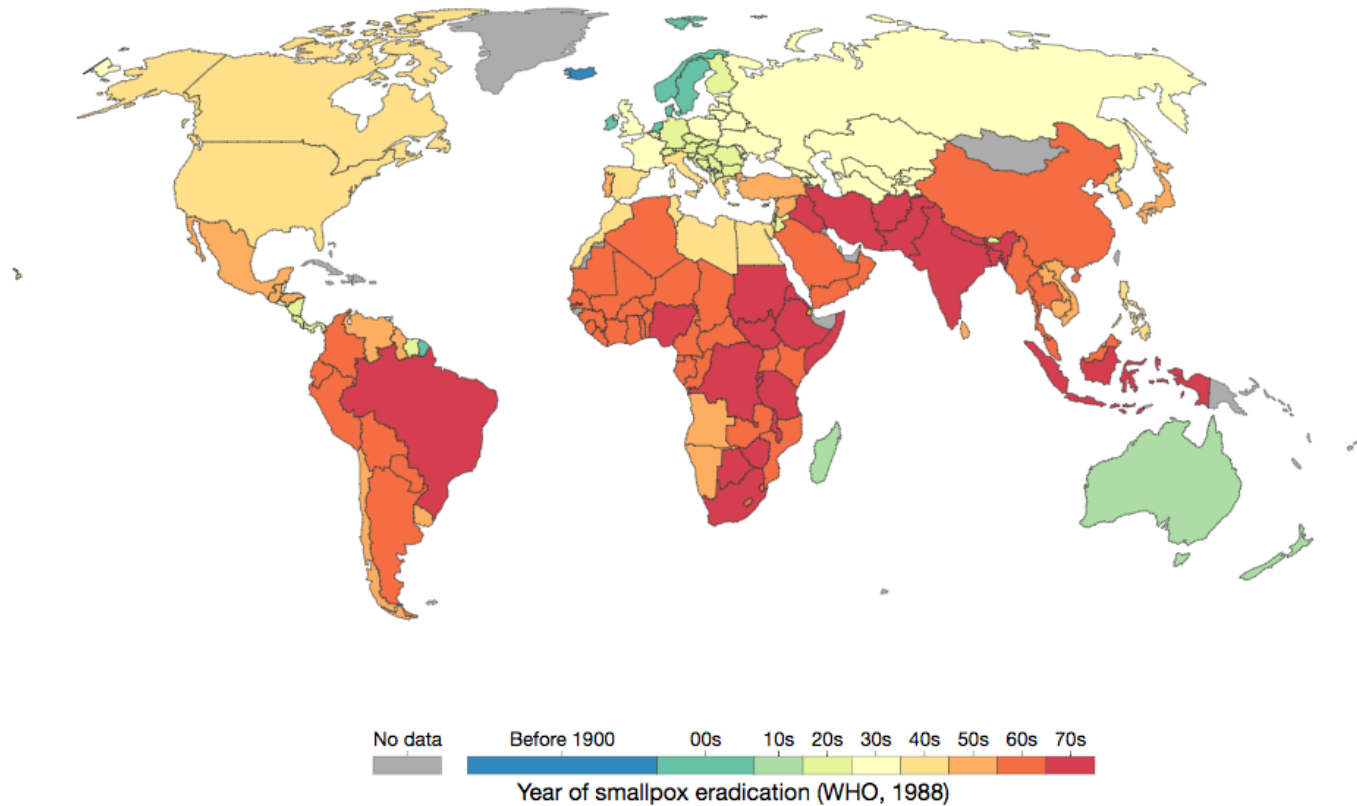 No data Before 1900 00s 10s 20s 30s 40s 50s 60s 70s
Year of smallpox eradication (WHO, 1988)